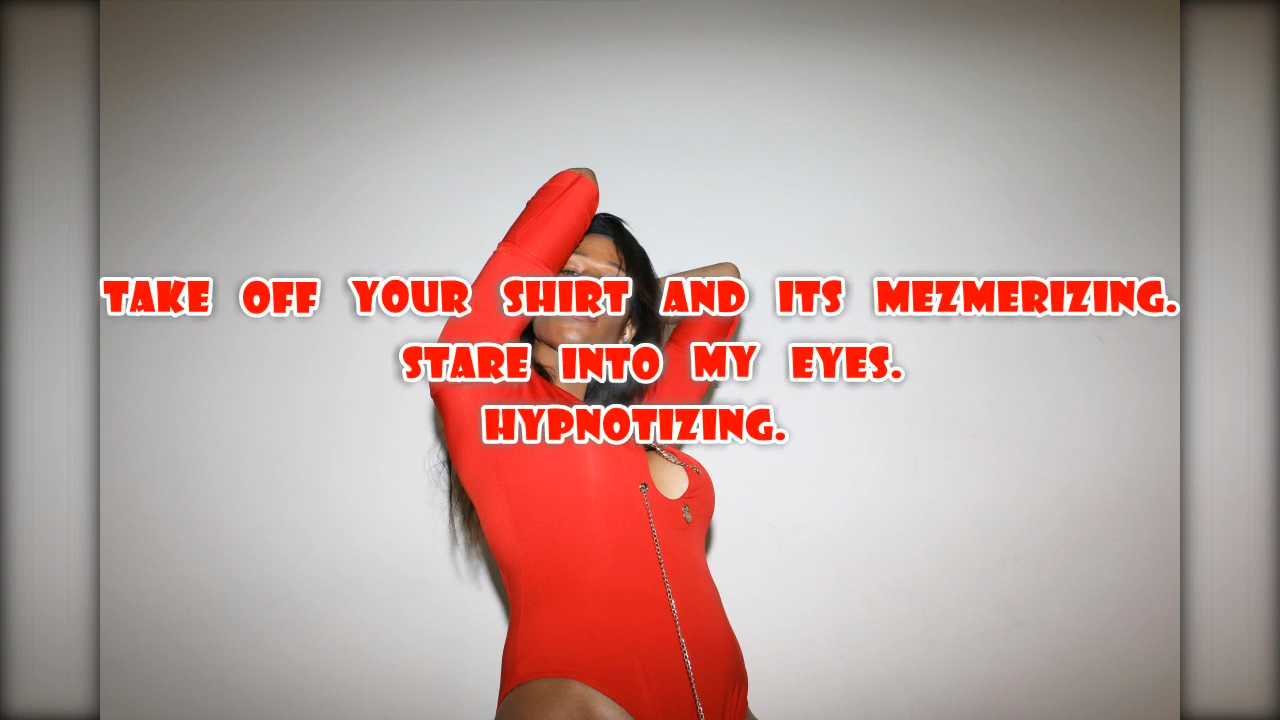 TAKE OFF YOUR SHIRT AND ITS MEZMERIZING.
STARE INTO MY EYES.
HYPNOTIZING.